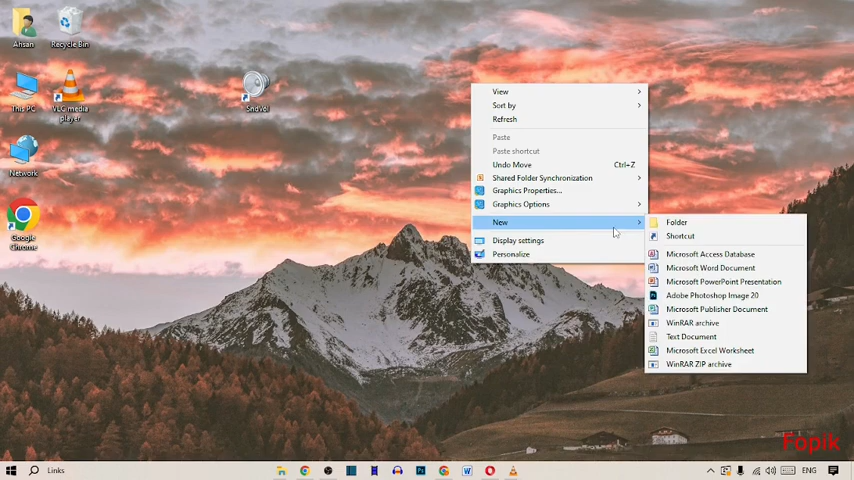 Ahsan
Recycle Bin
This PC
VLC media
player
SndVol
Network
Google
Chrome
View
Sort by
Refresh
Paste
Paste shortcut
Undo Move Ctrl+Z
Shared Folder Synchronization
Graphics Properties...
Graphics Options
New
Display settings
Personalize
Folder
Shortcut
Microsoft Access Database
Microsoft Word Document
Microsoft PowerPoint Presentation
Adobe Photoshop Image 20
Microsoft Publisher Document
WinRAR archive
Text Document
Microsoft Excel Worksheet
WinRAR ZIP archive
Fopik
Links
ENG